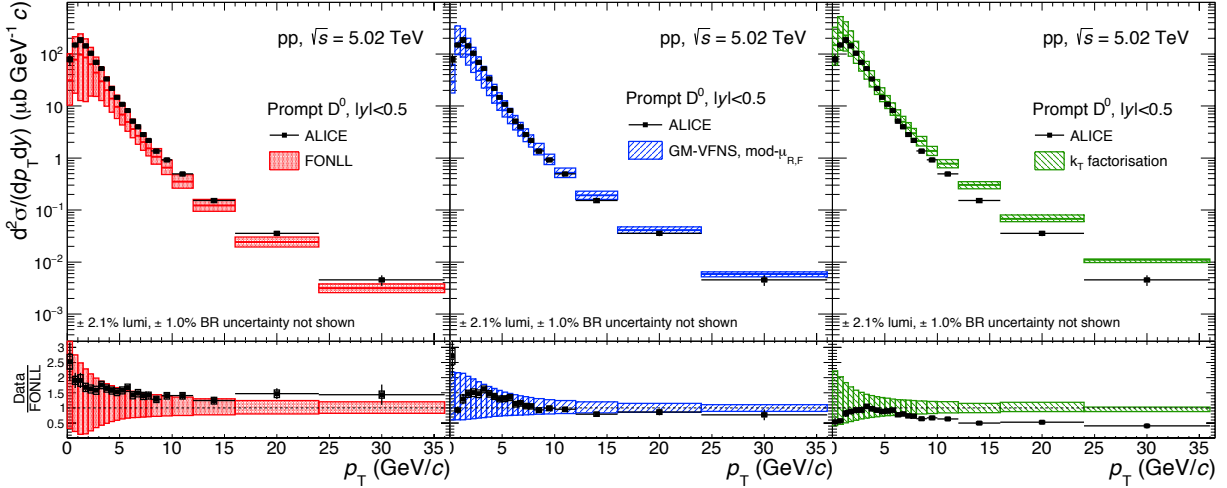 d²σ/(dp_Tdy) (μb GeV⁻¹ c)
10²
10
1
10⁻¹
10⁻²
10⁻³
pp, √s = 5.02 TeV
Prompt D⁰, |y|<0.5
ALICE
FONLL
± 2.1% lumi, ± 1.0% BR uncertainty not shown
pp, √s = 5.02 TeV
Prompt D⁰, |y|<0.5
ALICE
GM-VFNS, mod-μ_R,F
± 2.1% lumi, ± 1.0% BR uncertainty not shown
pp, √s = 5.02 TeV
Prompt D⁰, |y|<0.5
ALICE
k_T factorisation
± 2.1% lumi, ± 1.0% BR uncertainty not shown
Data
FONLL
3
2.5
2
1.5
1
0.5
0 5 10 15 20 25 30 35
p_T (GeV/c)
0 5 10 15 20 25 30 35
p_T (GeV/c)
0 5 10 15 20 25 30 35
p_T (GeV/c)